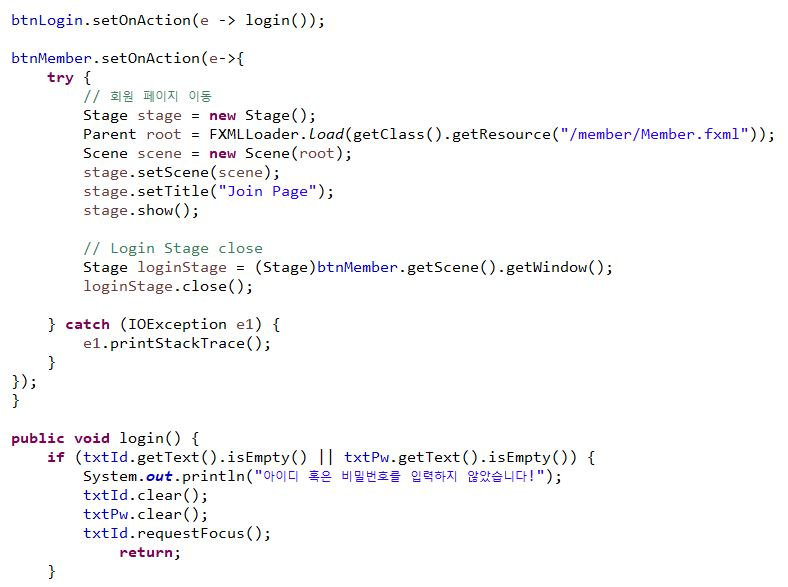 btnLogin.setOnAction(e -> login());
btnMember.setOnAction(e->{
try {
// 회원 페이지 이동
Stage stage = new Stage();
Parent root = FXMLLoader.load(getClass().getResource("/member/Member.fxml"));
Scene scene = new Scene(root);
stage.setScene(scene);
stage.setTitle("Join Page");
stage.show();
// Login Stage close
Stage loginStage = (Stage)btnMember.getScene().getWindow();
loginStage.close();
} catch (IOException e1) {
e1.printStackTrace();
}
});
}
public void login() {
if (txtId.getText().isEmpty() || txtPw.getText().isEmpty()) {
System.out.println("아이디 혹은 비밀번호를 입력하지 않았습니다!");
txtId.clear();
txtPw.clear();
txtId.requestFocus();
return;
}